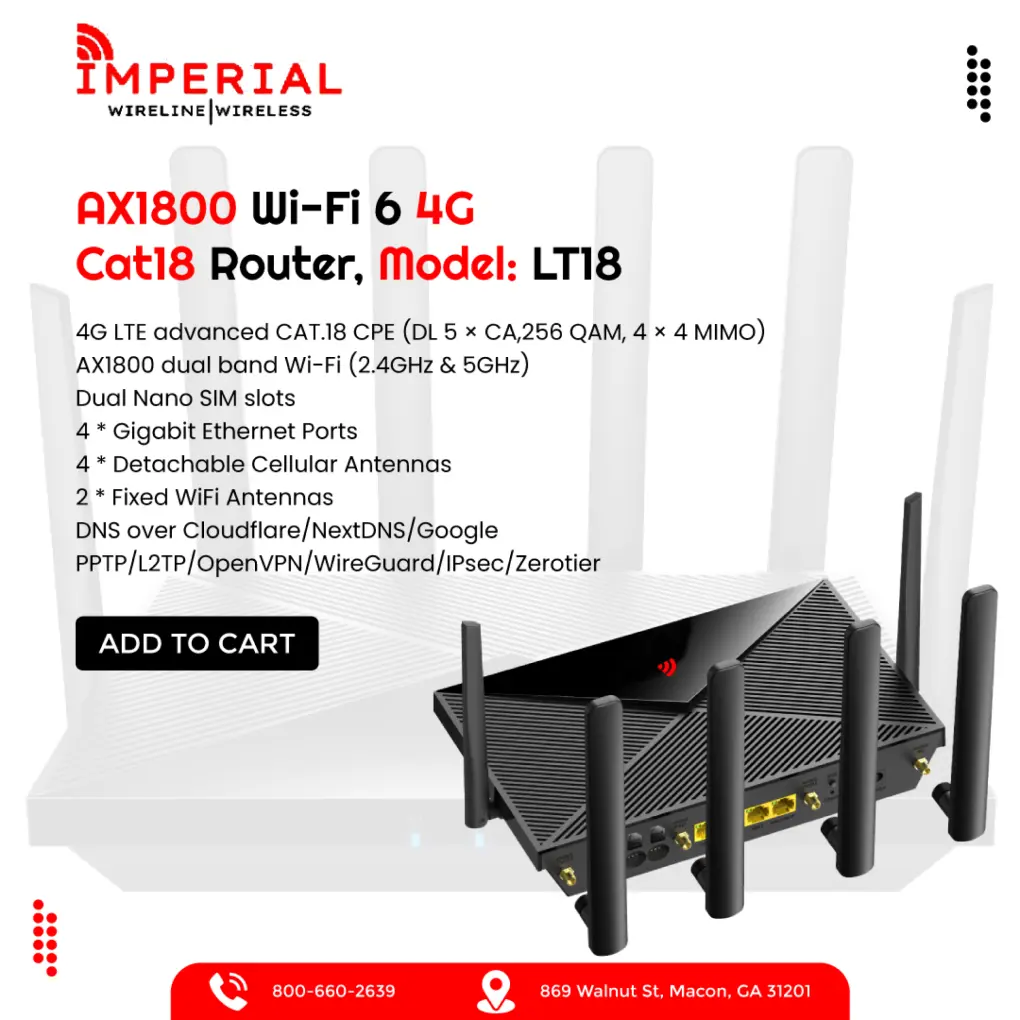 IMPERIAL
WIRELINE|WIRELESS
AX1800 Wi-Fi 6 4G
Cat18 Router, Model: LT18
4G LTE advanced CAT.18 CPE (DL 5 × CA,256 QAM, 4 × 4 MIMO)
AX1800 dual band Wi-Fi (2.4GHz & 5GHz)
Dual Nano SIM slots
4 * Gigabit Ethernet Ports
4 * Detachable Cellular Antennas
2 * Fixed WiFi Antennas
DNS over Cloudflare/NextDNS/Google
PPTP/L2TP/OpenVPN/WireGuard/IPsec/Zerotier
ADD TO CART
800-660-2639
869 Walnut St, Macon, GA 31201